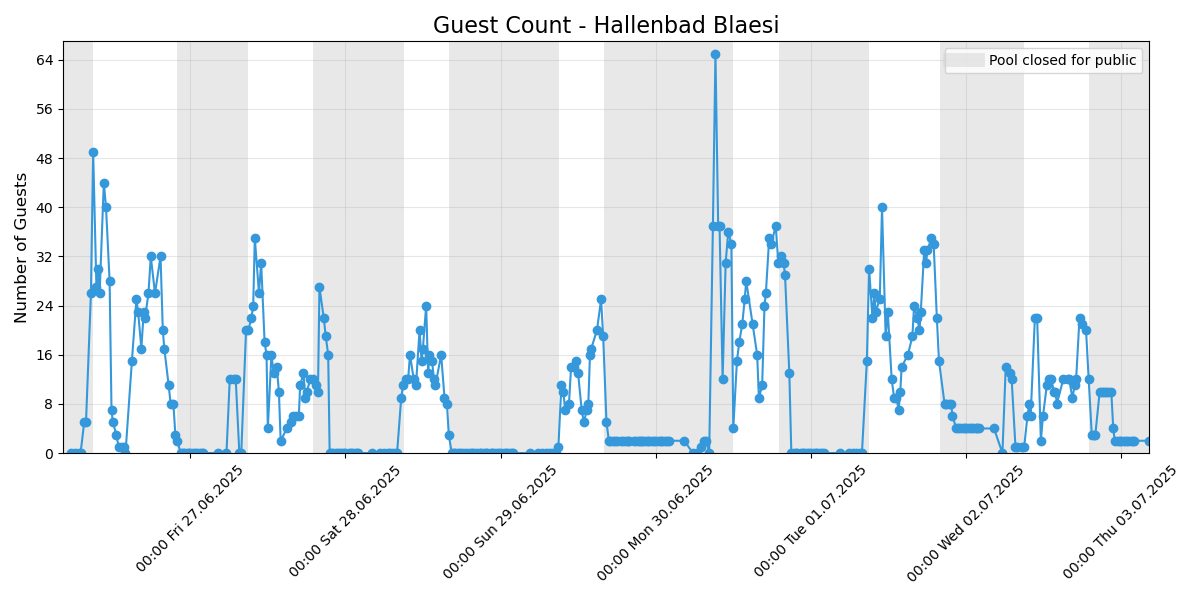 Guest Count - Hallenbad Blaesi
Pool closed for public
Number of Guests
64
56
48
40
32
24
16
8
0
00:00 Fri 27.06.2025
00:00 Sat 28.06.2025
00:00 Sun 29.06.2025
00:00 Mon 30.06.2025
00:00 Tue 01.07.2025
00:00 Wed 02.07.2025
00:00 Thu 03.07.2025